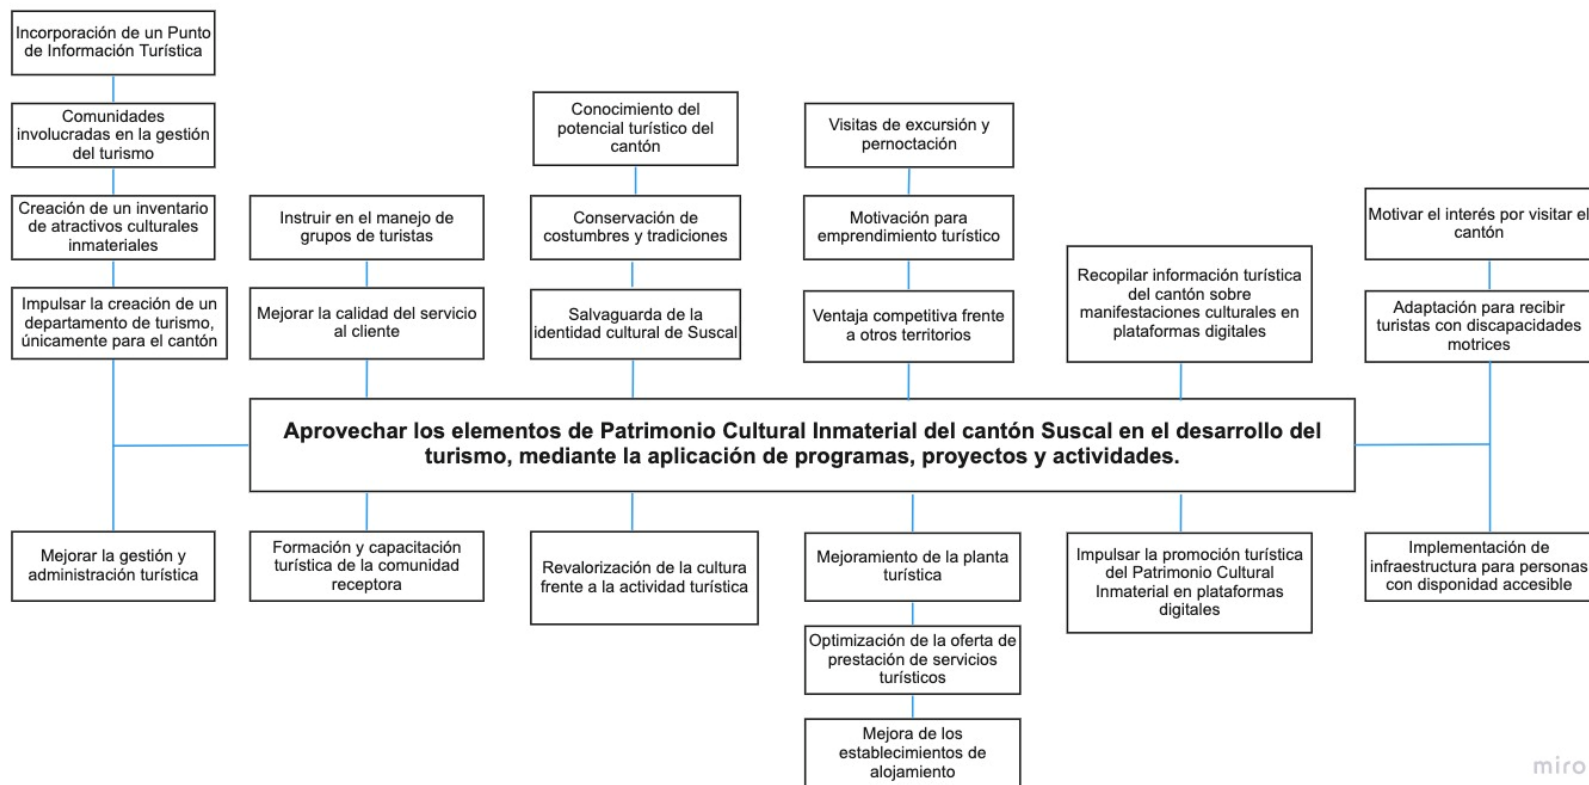 Incorporación de un Punto
de Información Turística
Comunidades
involucradas en la gestión
del turismo
Creación de un inventario
de atractivos culturales
inmateriales
Impulsar la creación de un
departamento de turismo,
únicamente para el cantón
Instruir en el manejo de
grupos de turistas
Mejorar la calidad del servicio
al cliente
Conocimiento del
potencial turístico del
cantón
Conservación de
costumbres y tradiciones
Salvaguarda de la
identidad cultural de Suscal
Visitas de excursión y
pernoctación
Motivación para
emprendimiento turístico
Ventaja competitiva frente
a otros territorios
Recopilar información turística
del cantón sobre
manifestaciones culturales en
plataformas digitales
Motivar el interés por visitar el
cantón
Adaptación para recibir
turistas con discapacidades
motrices
Aprovechar los elementos de Patrimonio Cultural Inmaterial del cantón Suscal en el desarrollo del
turismo, mediante la aplicación de programas, proyectos y actividades.
Mejorar la gestión y
administración turística
Formación y capacitación
turística de la comunidad
receptora
Revalorización de la cultura
frente a la actividad turística
Mejoramiento de la planta
turística
Optimización de la oferta de
prestación de servicios
turísticos
Mejora de los
establecimientos de
alojamiento
Impulsar la promoción turística
del Patrimonio Cultural
Inmaterial en plataformas
digitales
Implementación de
infraestructura para personas
con disponidad accesible
miro